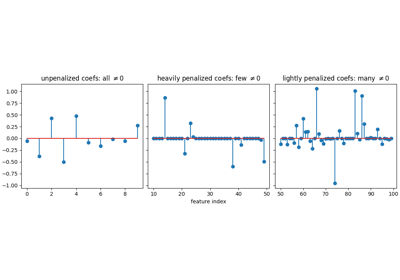 unpenalized coefs: all ≠0
heavily penalized coefs: few ≠0
lightly penalized coefs: many ≠0
1.00
0.75
0.50
0.25
0.00
−0.25
−0.50
−0.75
−1.00
0 2 4 6 8
10 20 30 40 50
50 60 70 80 90 100
feature index